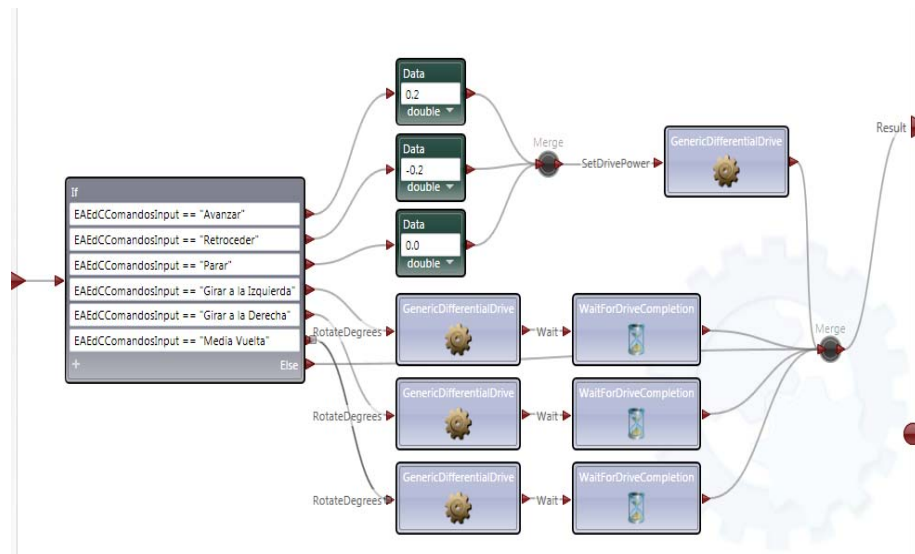 Data
0.2
double
Data
-0.2
double
Merge
SetDrivePower
GenericDifferentialDrive
Result
Data
0.0
double
If
EAEdCComandosInput == "Avanzar"
EAEdCComandosInput == "Retroceder"
EAEdCComandosInput == "Parar"
EAEdCComandosInput == "Girar a la Izquierda"
EAEdCComandosInput == "Girar a la Derecha"
EAEdCComandosInput == "Media Vuelta"
+ Else
RotateDegrees
GenericDifferentialDrive
Wait
WaitForDriveCompletion
Merge
RotateDegrees
GenericDifferentialDrive
Wait
WaitForDriveCompletion
RotateDegrees
GenericDifferentialDrive
Wait
WaitForDriveCompletion